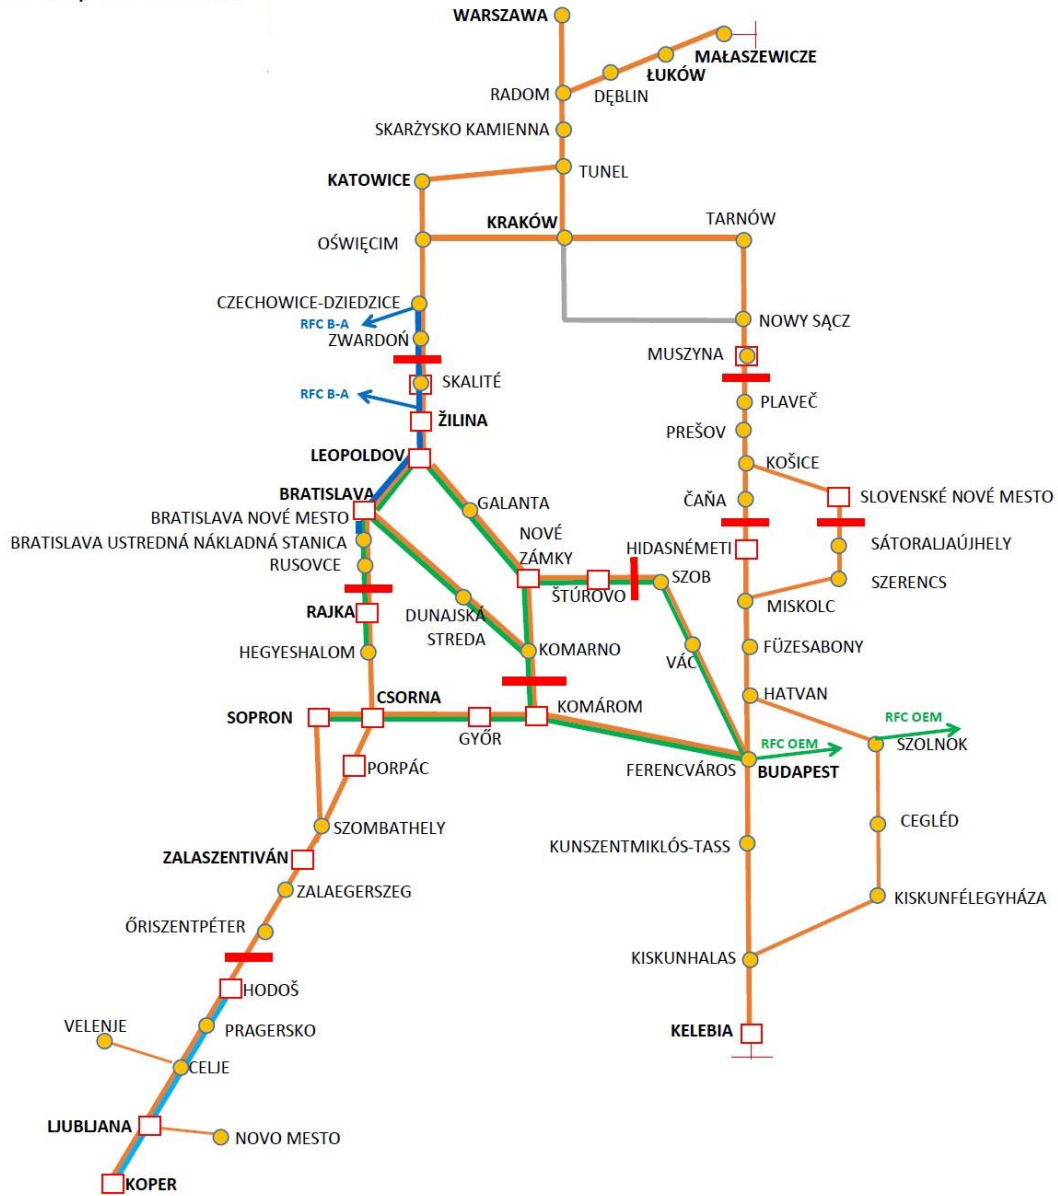 WARSZAWA
MAŁASZEWICZE
ŁUKÓW
DĘBLIN
RADOM
SKARŻYSKO KAMIENNA
TUNEL
KATOWICE
KRAKÓW
TARNÓW
OŚWIĘCIM
CZECHOWICE-DZIEDZICE
RFC B-A
NOWY SĄCZ
ZWARDOŃ
MUSZYNA
SKALITÉ
RFC B-A
PLAVEČ
ŽILINA
PREŠOV
LEOPOLDOV
KOŠICE
BRATISLAVA
ČAŇA
SLOVENSKÉ NOVÉ MESTO
GALANTA
BRATISLAVA NOVÉ MESTO
NOVÉ
ZÁMKY
BRATISLAVA USTREDNÁ NÁKLADNÁ STANICA
HIDASNÉMETI
SÁTORALJAÚJHELY
RUSOVCE
SZOB
SZERENCS
ŠTÚROVO
RAJKA
DUNAJSKÁ
STREDA
MISKOLC
HEGYESHALOM
KOMARNO
VÁC
FÜZESABONY
CSORNA
HATVAN
SOPRON
KOMÁROM
RFC OEM
GYŐR
RFC OEM
SZOLNOK
PORPÁC
FERENCVÁROS
BUDAPEST
SZOMBATHELY
CEGLÉD
KUNSZENTMIKLÓS-TASS
ZALASZENTIVÁN
ZALAEGERSZEG
KISKUNFÉLEGYHÁZA
ŐRISZENTPÉTER
KISKUNHALAS
HODOŠ
VELENJE
PRAGERSKO
KELEBIA
CELJE
LJUBLJANA
NOVO MESTO
KOPER